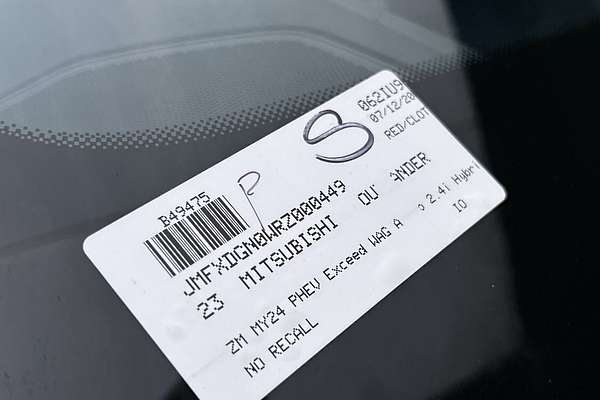 062IU9
07/12/20
RED/CLOT
S
B49475
P
JMFXDGN0WRZ000449
23 MITSUBISHI OU ANDER
ZM MY24 PHEV Exceed WAG A 2.4i Hybri
IO
NO RECALL